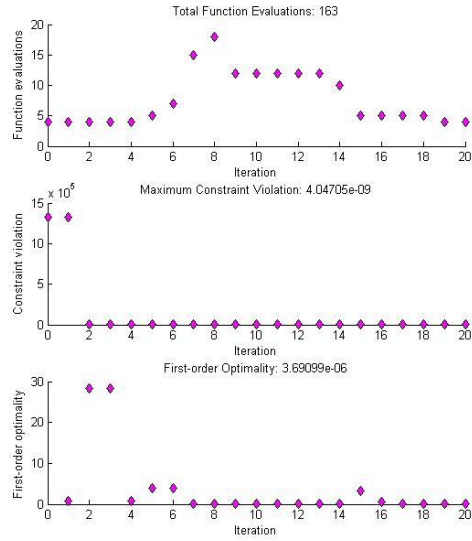 Total Function Evaluations: 163
20
15
10
5
0
Function evaluations
0 2 4 6 8 10 12 14 16 18 20
Iteration
Maximum Constraint Violation: 4.04705e-09
x 10^5
15
10
5
0
Constraint violation
0 2 4 6 8 10 12 14 16 18 20
Iteration
First-order Optimality: 3.69099e-06
30
20
10
0
First-order optimality
0 2 4 6 8 10 12 14 16 18 20
Iteration